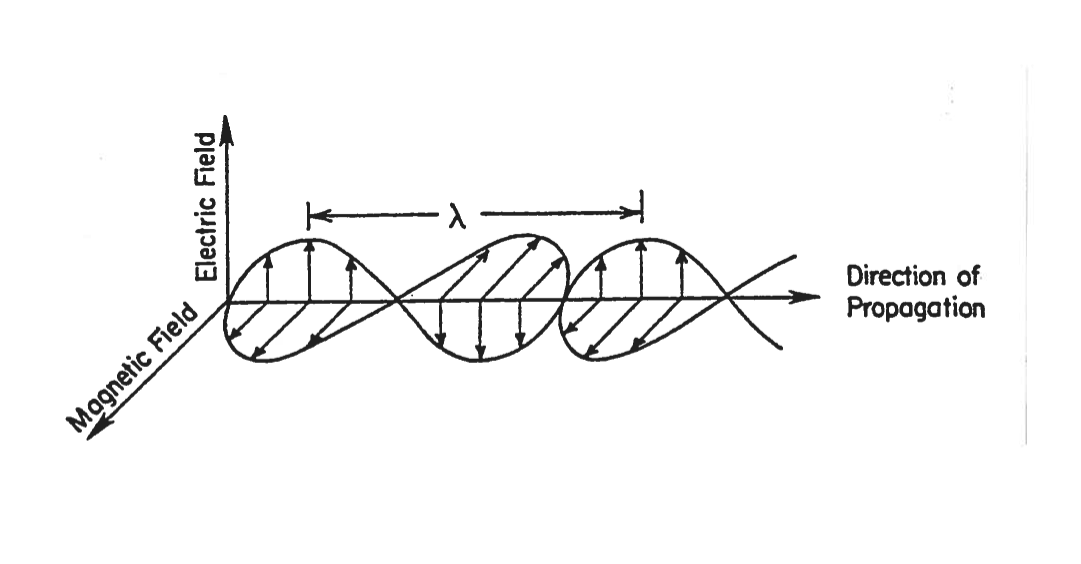 Electric Field
λ
Direction of
Propagation
Magnetic Field